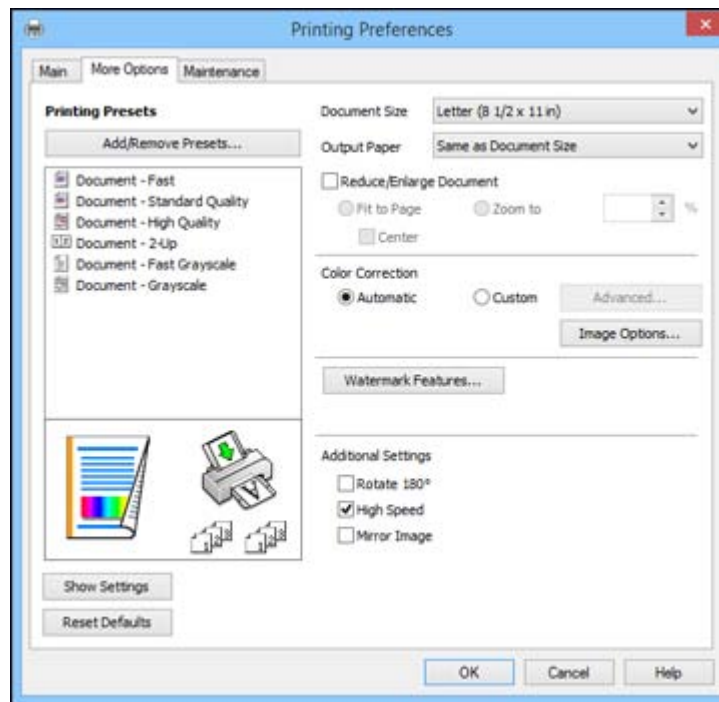 Printing Preferences
Main
More Options
Maintenance
Printing Presets
Add/Remove Presets...
Document - Fast
Document - Standard Quality
Document - High Quality
Document - 2-Up
Document - Fast Grayscale
Document - Grayscale
Show Settings
Reset Defaults
Document Size
Letter (8 1/2 x 11 in)
Output Paper
Same as Document Size
Reduce/Enlarge Document
Fit to Page
Zoom to
%
Center
Color Correction
Automatic
Custom
Advanced...
Image Options...
Watermark Features...
Additional Settings
Rotate 180°
High Speed
Mirror Image
OK
Cancel
Help